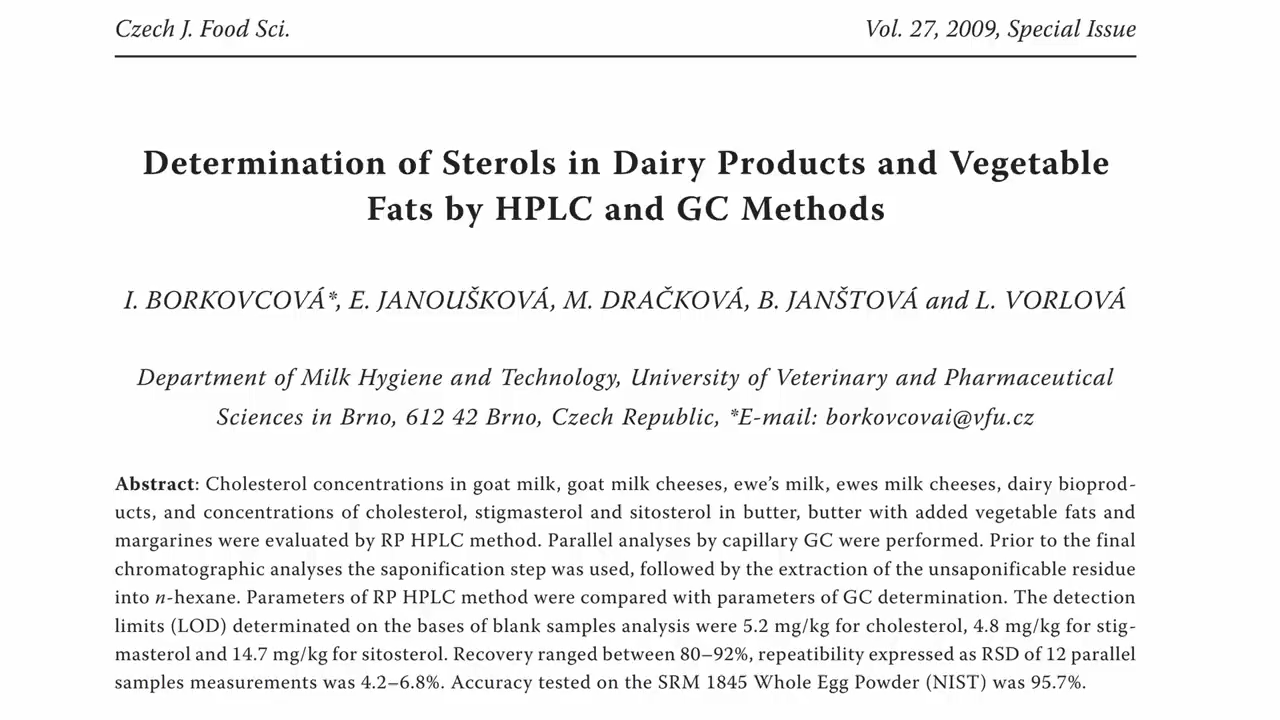 Czech J. Food Sci. Vol. 27, 2009, Special Issue
Determination of Sterols in Dairy Products and Vegetable
Fats by HPLC and GC Methods
I. BORKOVCOVÁ*, E. JANOUŠKOVÁ, M. DRAČKOVÁ, B. JANŠTOVÁ and L. VORLOVÁ
Department of Milk Hygiene and Technology, University of Veterinary and Pharmaceutical
Sciences in Brno, 612 42 Brno, Czech Republic, *E-mail: borkovcovai@vfu.cz
Abstract: Cholesterol concentrations in goat milk, goat milk cheeses, ewe’s milk, ewes milk cheeses, dairy bioprod-
ucts, and concentrations of cholesterol, stigmasterol and sitosterol in butter, butter with added vegetable fats and
margarines were evaluated by RP HPLC method. Parallel analyses by capillary GC were performed. Prior to the final
chromatographic analyses the saponification step was used, followed by the extraction of the unsaponificable residue
into n-hexane. Parameters of RP HPLC method were compared with parameters of GC determination. The detection
limits (LOD) determinated on the bases of blank samples analysis were 5.2 mg/kg for cholesterol, 4.8 mg/kg for stig-
masterol and 14.7 mg/kg for sitosterol. Recovery ranged between 80–92%, repeatibility expressed as RSD of 12 parallel
samples measurements was 4.2–6.8%. Accuracy tested on the SRM 1845 Whole Egg Powder (NIST) was 95.7%.